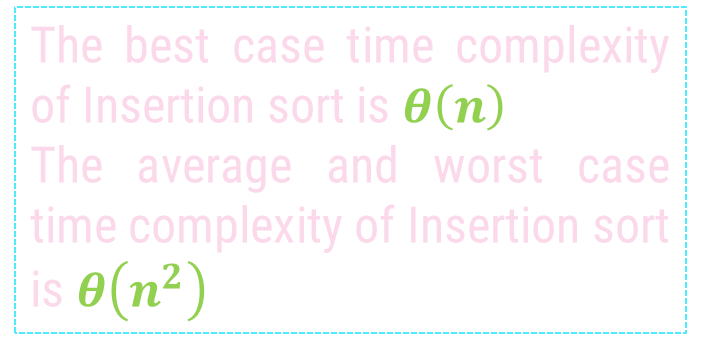 The best case time complexity
of Insertion sort is θ(n)
The average and worst case
time complexity of Insertion sort
is θ(n²)